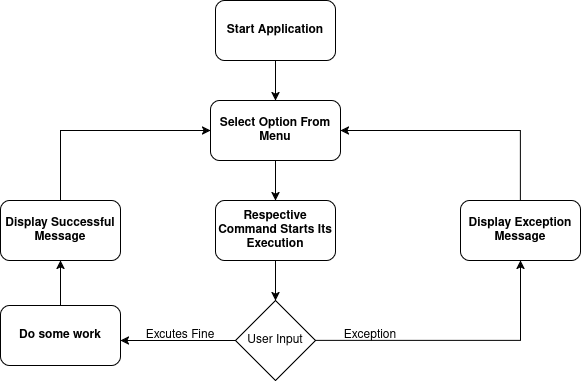 Start Application
Select Option From
Menu
Display Successful
Message
Respective
Command Starts Its
Execution
Display Exception
Message
Do some work
Excutes Fine
User Input
Exception